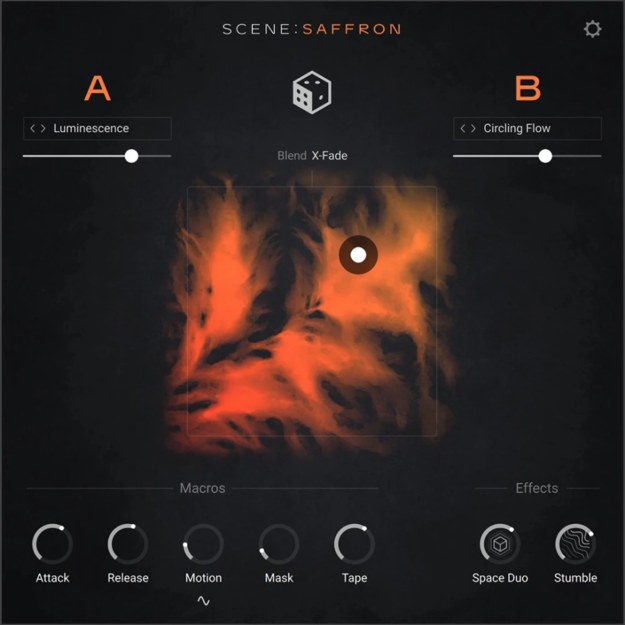 SCENE:SAFFRON
A
B
Luminescence
Circling Flow
Blend X-Fade
Macros
Effects
Attack
Release
Motion
Mask
Tape
Space Duo
Stumble